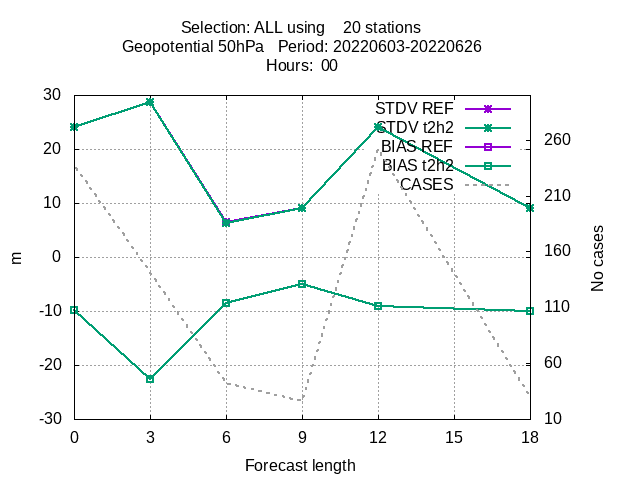 Selection: ALL using    20 stations
Geopotential 50hPa   Period: 20220603-20220626
Hours:  00
STDV REF
STDV t2h2
BIAS REF
BIAS t2h2
CASES
30
20
10
0
-10
-20
-30
m
260
210
160
110
60
10
No cases
0 3 6 9 12 15 18
Forecast length